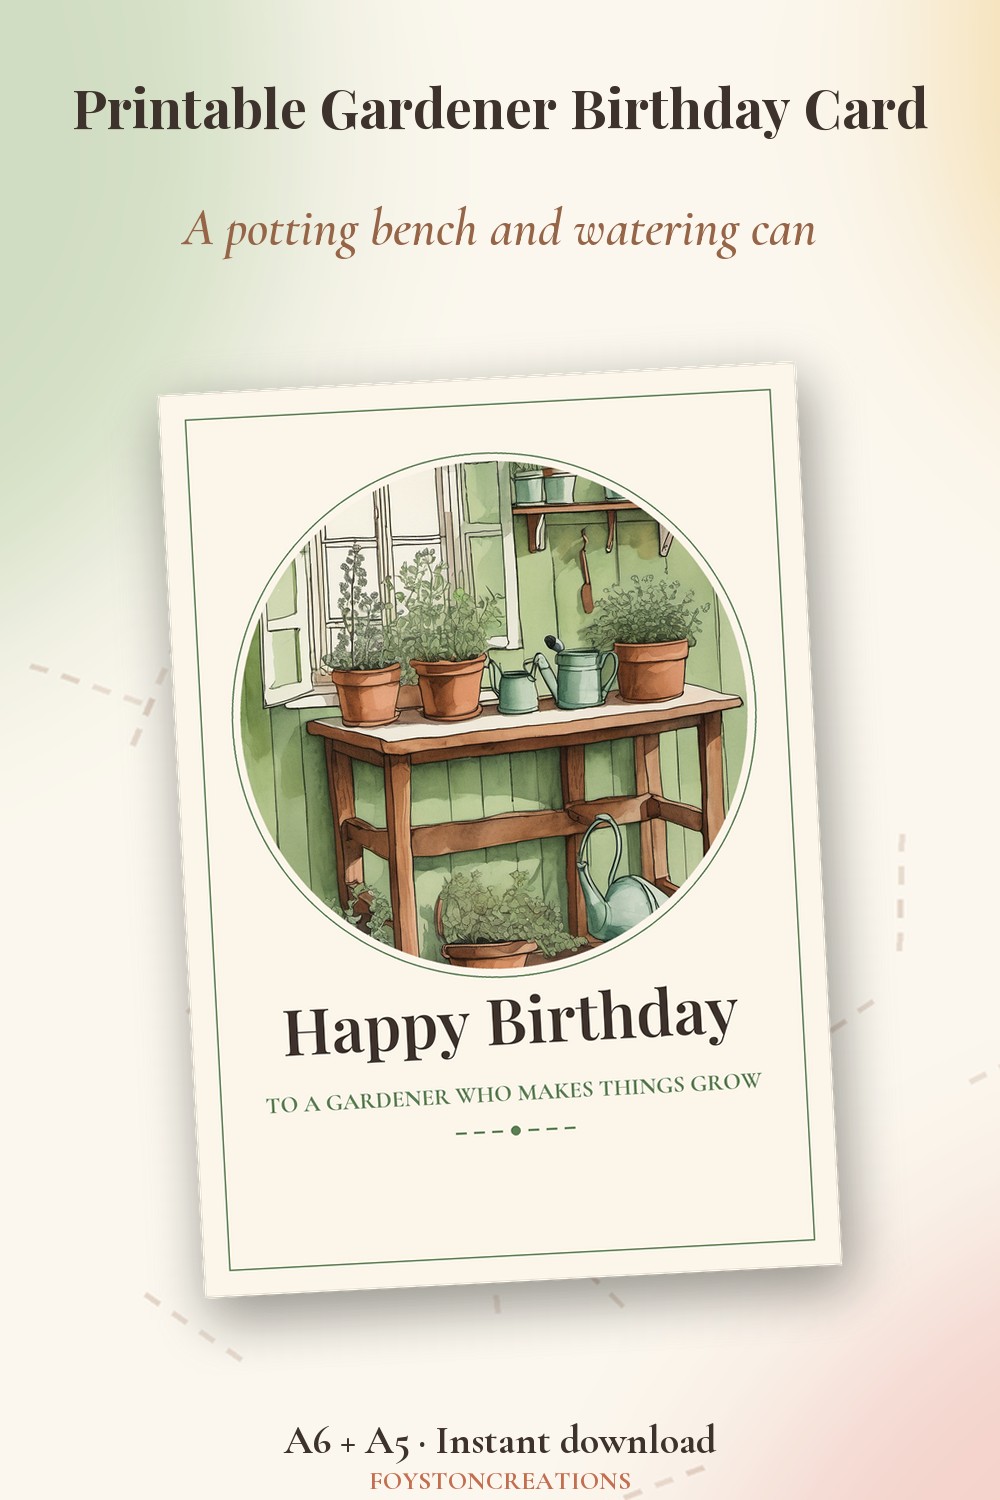 Printable Gardener Birthday Card
A potting bench and watering can
Happy Birthday
TO A GARDENER WHO MAKES THINGS GROW
A6 + A5 · Instant download
FOYSTONCREATIONS